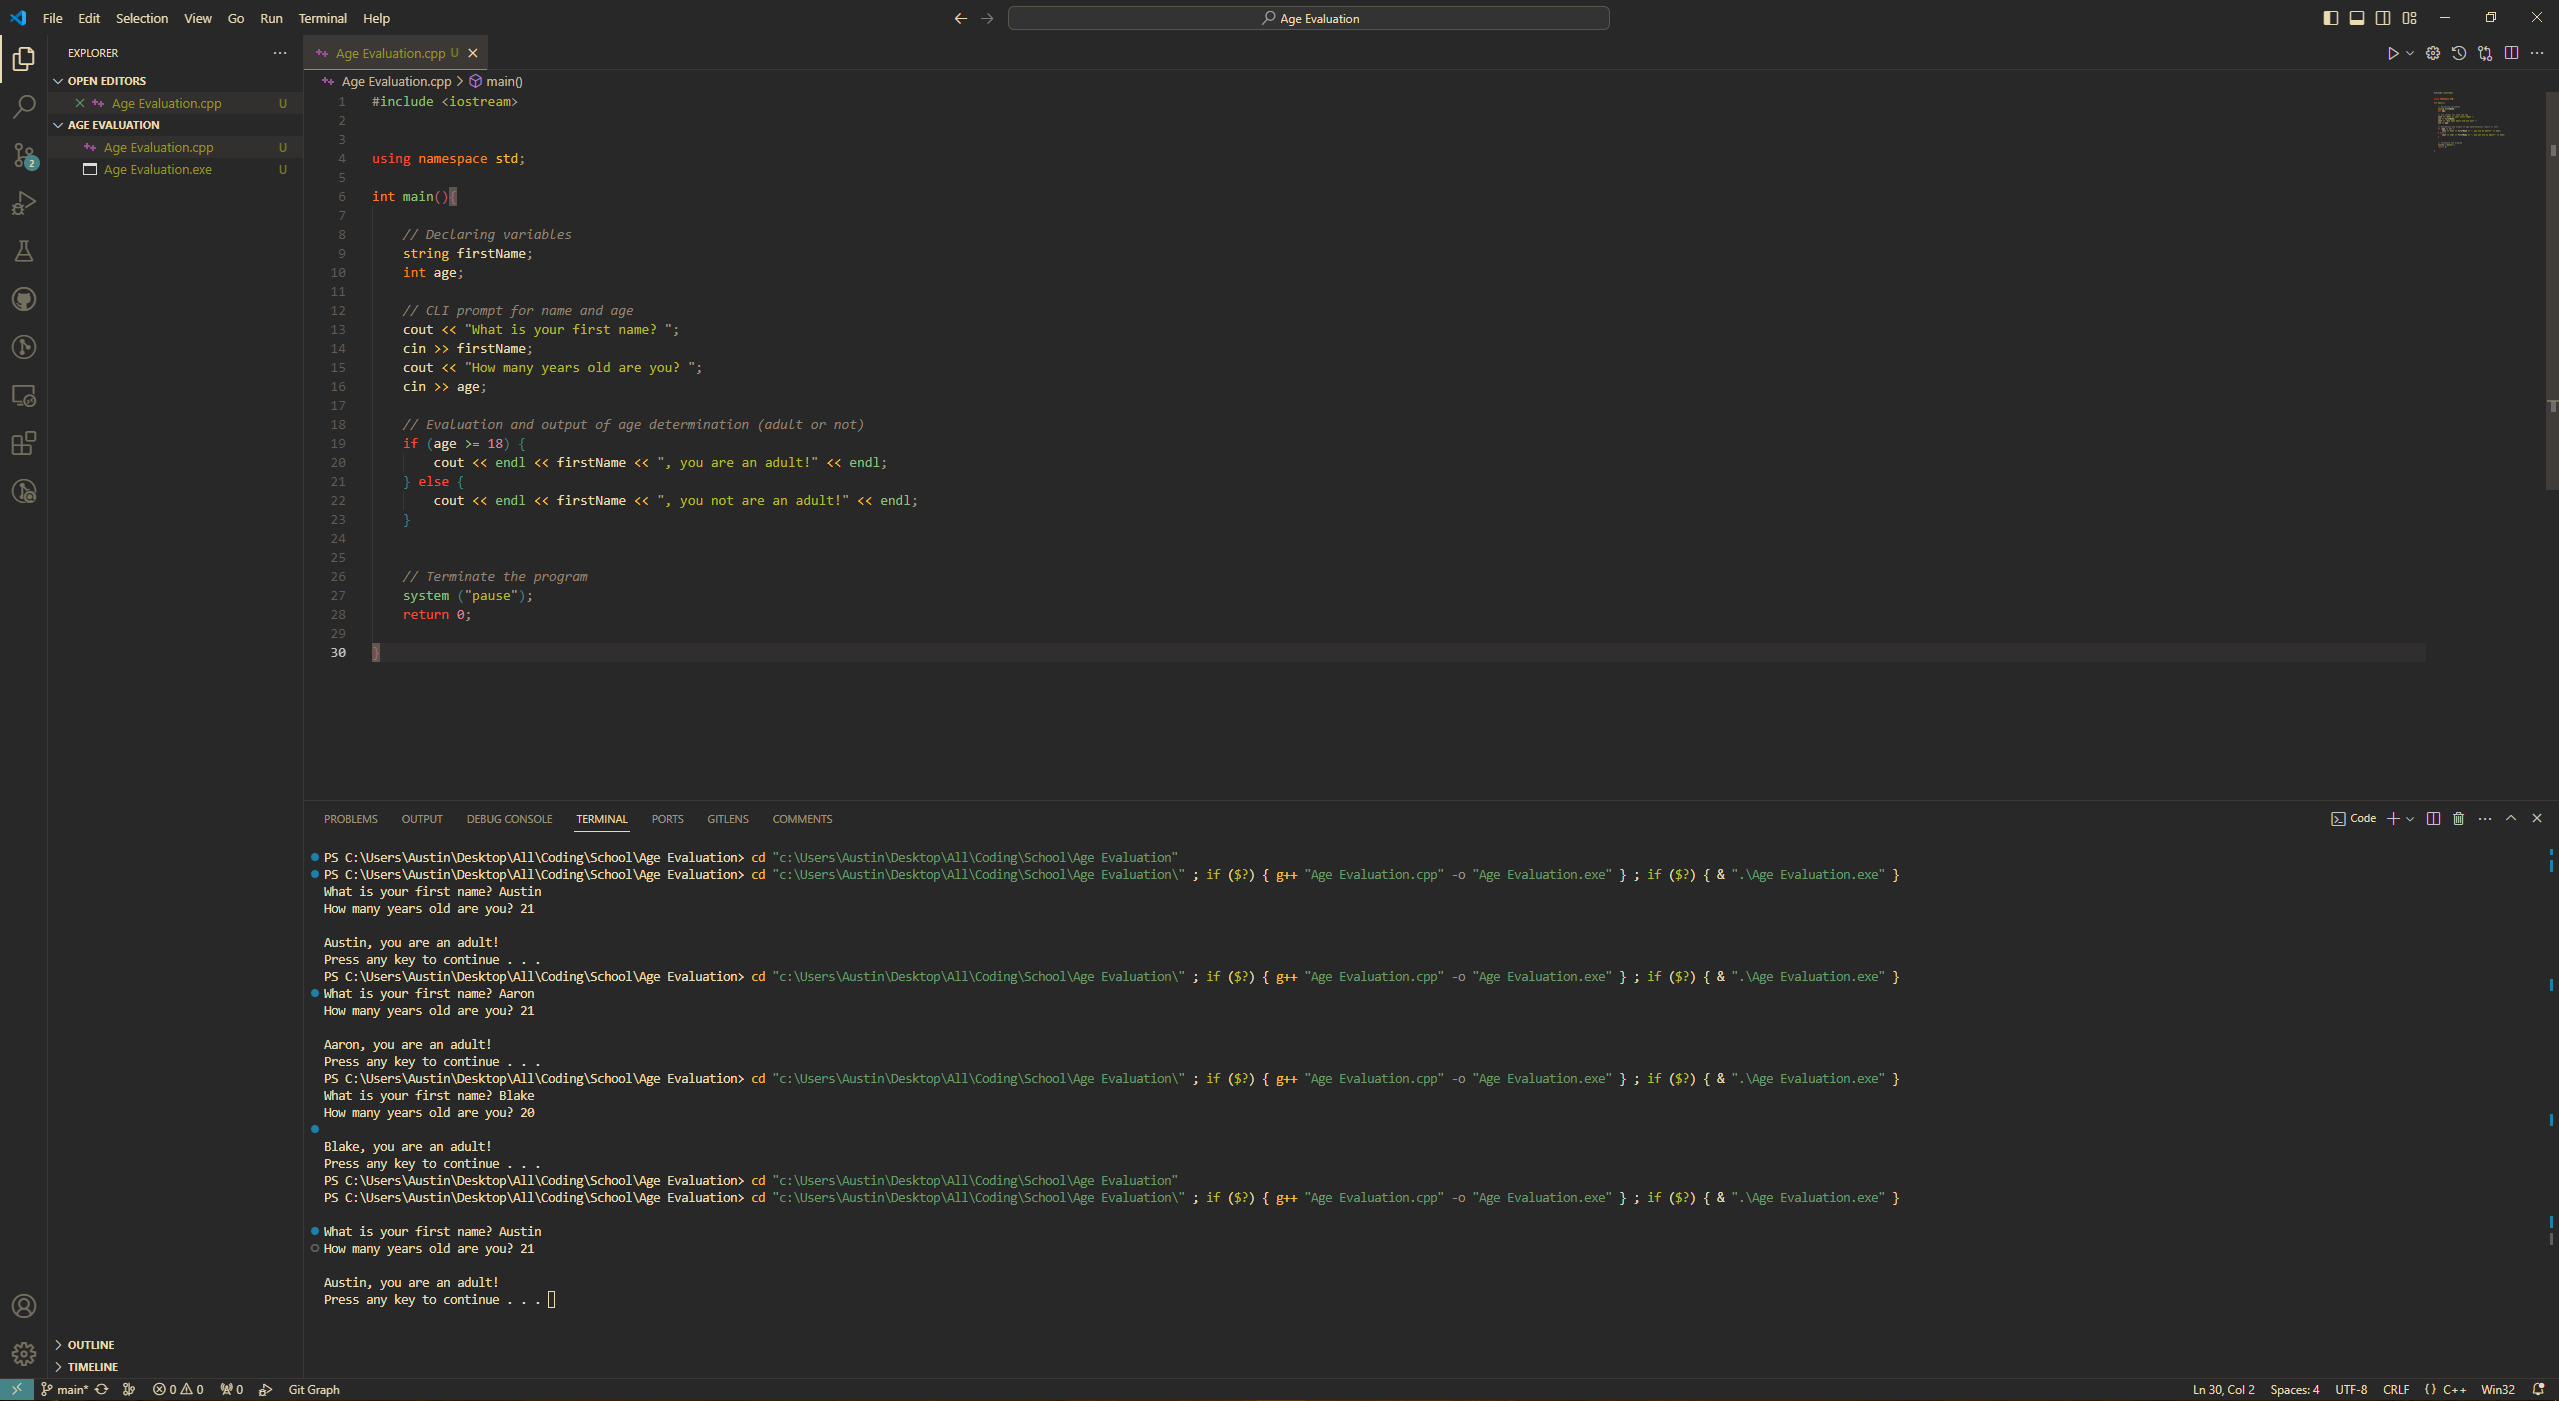 File Edit Selection View Go Run Terminal Help
Age Evaluation
EXPLORER
OPEN EDITORS
Age Evaluation.cpp U
AGE EVALUATION
Age Evaluation.cpp U
Age Evaluation.exe U
2
OUTLINE
TIMELINE
Age Evaluation.cpp U
Age Evaluation.cpp > main()
1 #include <iostream>
2
3
4 using namespace std;
5
6 int main(){
7
8 // Declaring variables
9 string firstName;
10 int age;
11
12 // CLI prompt for name and age
13 cout << "What is your first name? ";
14 cin >> firstName;
15 cout << "How many years old are you? ";
16 cin >> age;
17
18 // Evaluation and output of age determination (adult or not)
19 if (age >= 18) {
20 cout << endl << firstName << ", you are an adult!" << endl;
21 } else {
22 cout << endl << firstName << ", you not are an adult!" << endl;
23 }
24
25
26 // Terminate the program
27 system ("pause");
28 return 0;
29
30 }
PROBLEMS OUTPUT DEBUG CONSOLE TERMINAL PORTS GITLENS COMMENTS
Code
PS C:\Users\Austin\Desktop\All\Coding\School\Age Evaluation> cd "c:\Users\Austin\Desktop\All\Coding\School\Age Evaluation"
PS C:\Users\Austin\Desktop\All\Coding\School\Age Evaluation> cd "c:\Users\Austin\Desktop\All\Coding\School\Age Evaluation\" ; if ($?) { g++ "Age Evaluation.cpp" -o "Age Evaluation.exe" } ; if ($?) { & ".\Age Evaluation.exe" }
What is your first name? Austin
How many years old are you? 21
Austin, you are an adult!
Press any key to continue . . .
PS C:\Users\Austin\Desktop\All\Coding\School\Age Evaluation> cd "c:\Users\Austin\Desktop\All\Coding\School\Age Evaluation\" ; if ($?) { g++ "Age Evaluation.cpp" -o "Age Evaluation.exe" } ; if ($?) { & ".\Age Evaluation.exe" }
What is your first name? Aaron
How many years old are you? 21
Aaron, you are an adult!
Press any key to continue . . .
PS C:\Users\Austin\Desktop\All\Coding\School\Age Evaluation> cd "c:\Users\Austin\Desktop\All\Coding\School\Age Evaluation\" ; if ($?) { g++ "Age Evaluation.cpp" -o "Age Evaluation.exe" } ; if ($?) { & ".\Age Evaluation.exe" }
What is your first name? Blake
How many years old are you? 20
Blake, you are an adult!
Press any key to continue . . .
PS C:\Users\Austin\Desktop\All\Coding\School\Age Evaluation> cd "c:\Users\Austin\Desktop\All\Coding\School\Age Evaluation"
PS C:\Users\Austin\Desktop\All\Coding\School\Age Evaluation> cd "c:\Users\Austin\Desktop\All\Coding\School\Age Evaluation\" ; if ($?) { g++ "Age Evaluation.cpp" -o "Age Evaluation.exe" } ; if ($?) { & ".\Age Evaluation.exe" }
What is your first name? Austin
How many years old are you? 21
Austin, you are an adult!
Press any key to continue . . .
main* 0 0 0 Git Graph Ln 30, Col 2 Spaces: 4 UTF-8 CRLF {} C++ Win32